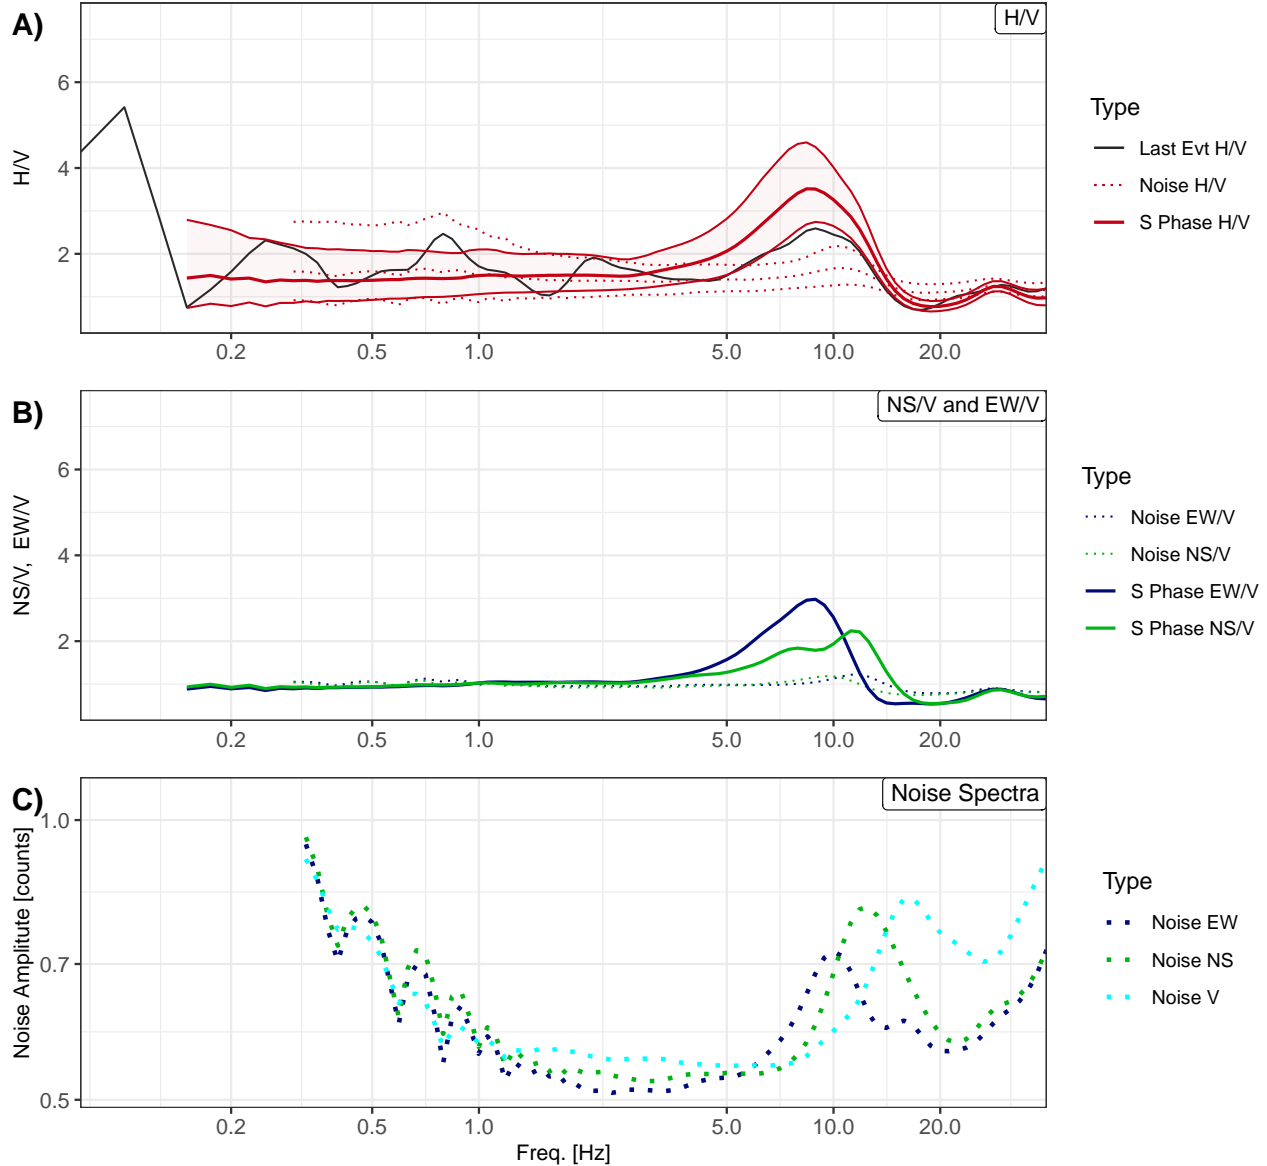 A)
H/V
H/V
6
4
2
0.2 0.5 1.0 5.0 10.0 20.0
Type
Last Evt H/V
Noise H/V
S Phase H/V
B)
NS/V and EW/V
NS/V, EW/V
6
4
2
0.2 0.5 1.0 5.0 10.0 20.0
Type
Noise EW/V
Noise NS/V
S Phase EW/V
S Phase NS/V
C)
Noise Spectra
Noise Amplitute [counts]
1.0
0.7
0.5
0.2 0.5 1.0 5.0 10.0 20.0
Freq. [Hz]
Type
Noise EW
Noise NS
Noise V